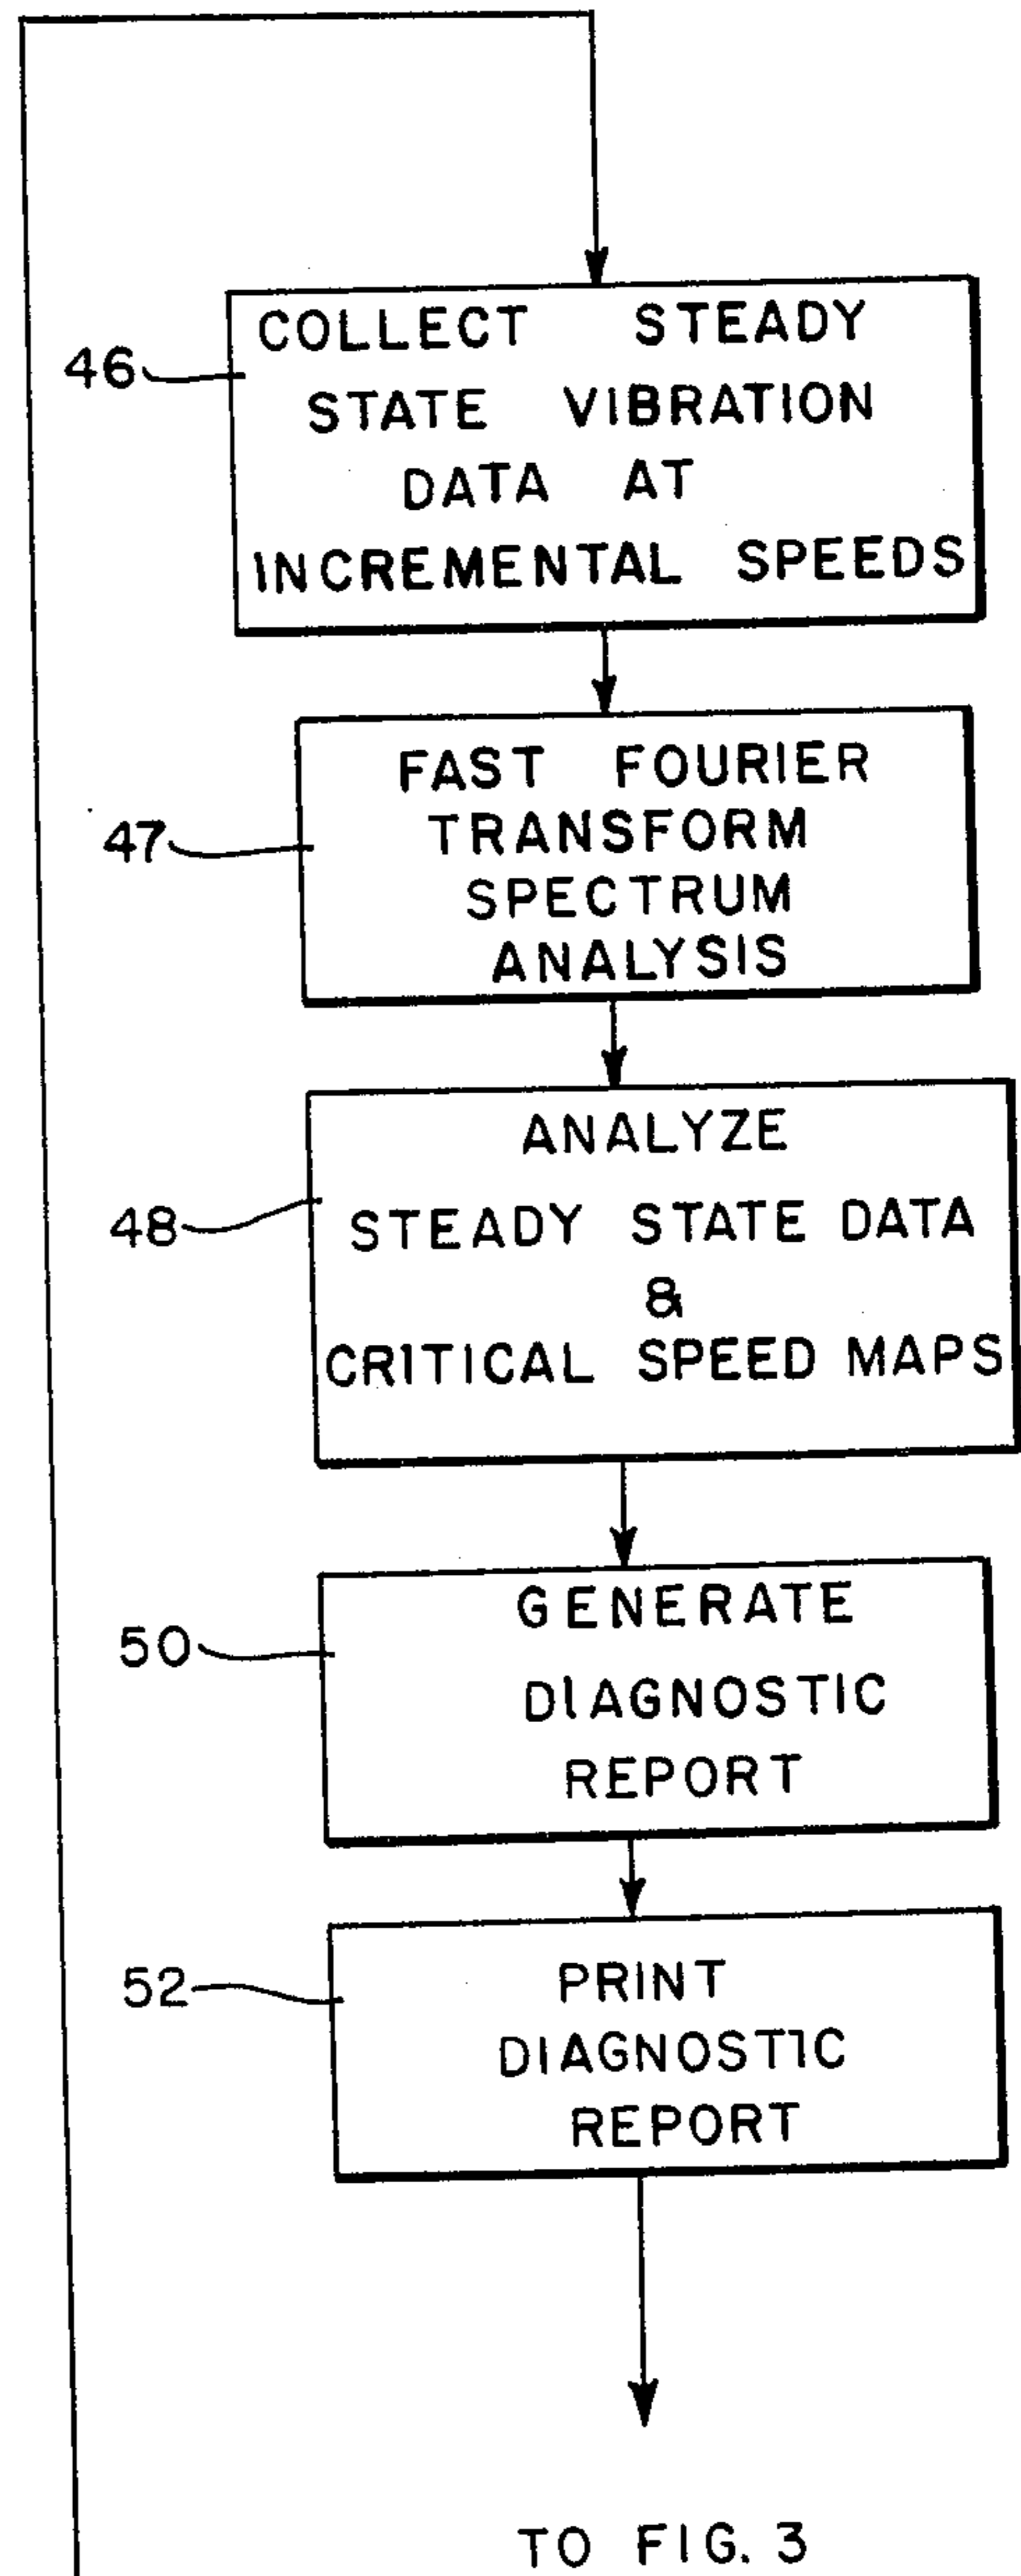 46
COLLECT STEADY
STATE VIBRATION
DATA AT
INCREMENTAL SPEEDS
47
FAST FOURIER
TRANSFORM
SPECTRUM
ANALYSIS
48
ANALYZE
STEADY STATE DATA
&
CRITICAL SPEED MAPS
50
GENERATE
DIAGNOSTIC
REPORT
52
PRINT
DIAGNOSTIC
REPORT
TO FIG. 3